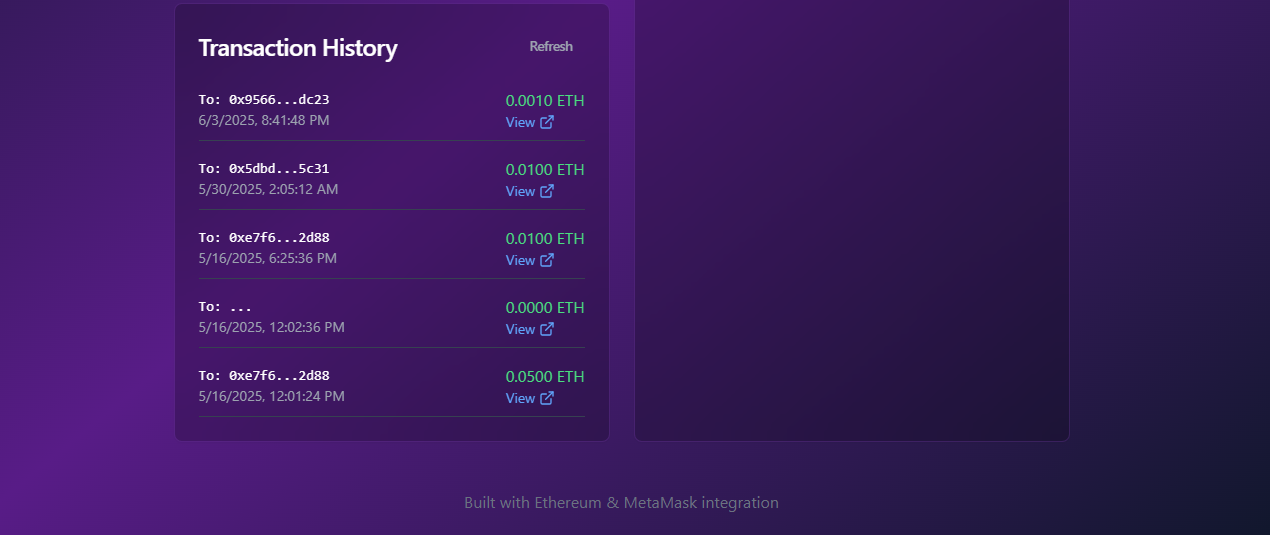 Transaction History
Refresh
To: 0x9566...dc23
0.0010 ETH
6/3/2025, 8:41:48 PM
View
To: 0x5dbd...5c31
0.0100 ETH
5/30/2025, 2:05:12 AM
View
To: 0xe7f6...2d88
0.0100 ETH
5/16/2025, 6:25:36 PM
View
To: ...
0.0000 ETH
5/16/2025, 12:02:36 PM
View
To: 0xe7f6...2d88
0.0500 ETH
5/16/2025, 12:01:24 PM
View
Built with Ethereum & MetaMask integration